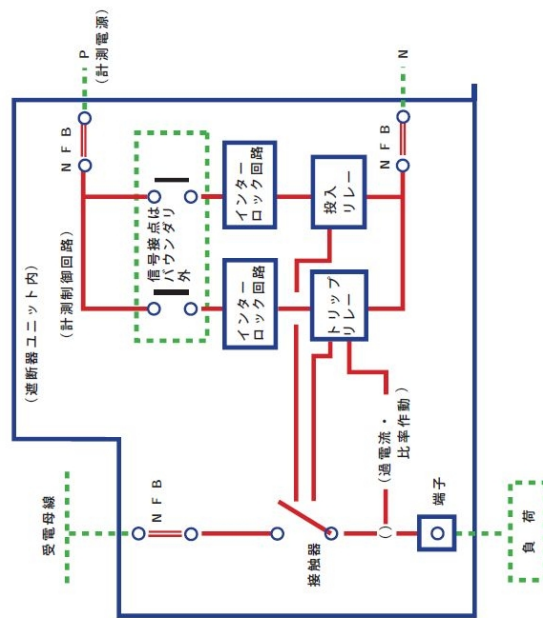 （遮断器ユニット内）
（計測制御回路）
ＮＦＢ
Ｐ
（計測電源）
信号接点は
バウンダリ
外
インター
ロック回路
インター
ロック回路
投入
リレー
トリップ
リレー
ＮＦＢ
Ｎ
受電母線
ＮＦＢ
接触器
（過電流・
比率作動）
端子
負荷